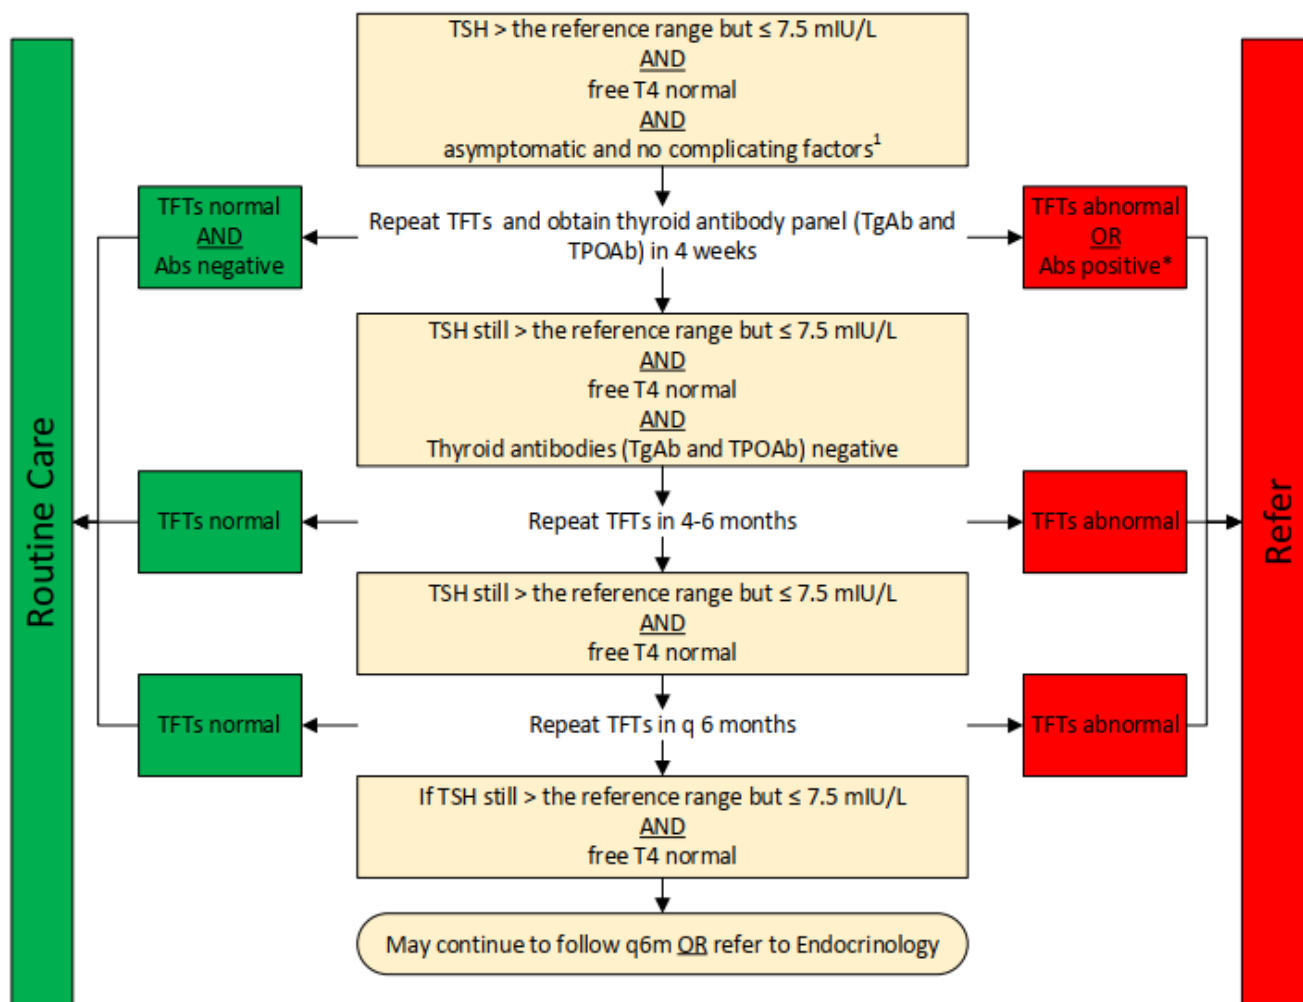 TSH > the reference range but ≤ 7.5 mIU/L
AND
free T4 normal
AND
asymptomatic and no complicating factors¹
TFTs normal
AND
Abs negative
Repeat TFTs and obtain thyroid antibody panel (TgAb and
TPOAb) in 4 weeks
TFTs abnormal
OR
Abs positive*
TSH still > the reference range but ≤ 7.5 mIU/L
AND
free T4 normal
AND
Thyroid antibodies (TgAb and TPOAb) negative
Routine Care
TFTs normal
Repeat TFTs in 4-6 months
TFTs abnormal
Refer
TSH still > the reference range but ≤ 7.5 mIU/L
AND
free T4 normal
TFTs normal
Repeat TFTs in q 6 months
TFTs abnormal
If TSH still > the reference range but ≤ 7.5 mIU/L
AND
free T4 normal
May continue to follow q6m OR refer to Endocrinology